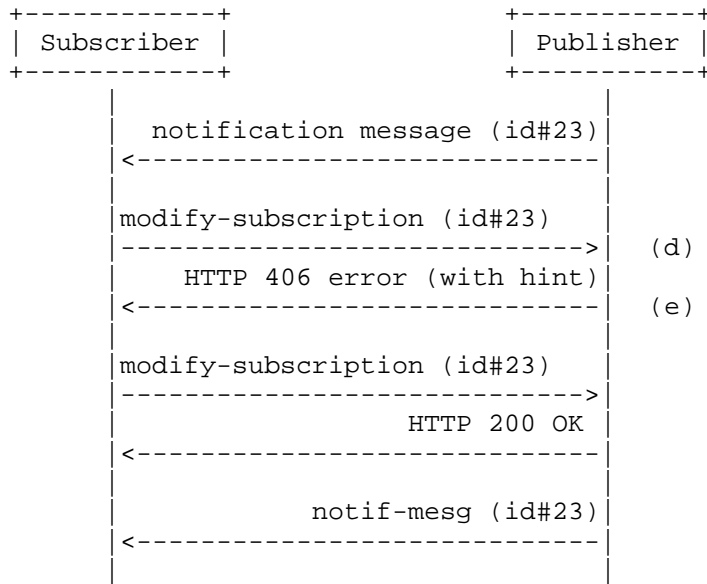 Subscriber Publisher
notification message (id#23)
modify-subscription (id#23)
(d)
HTTP 406 error (with hint)
(e)
modify-subscription (id#23)
HTTP 200 OK
notif-mesg (id#23)